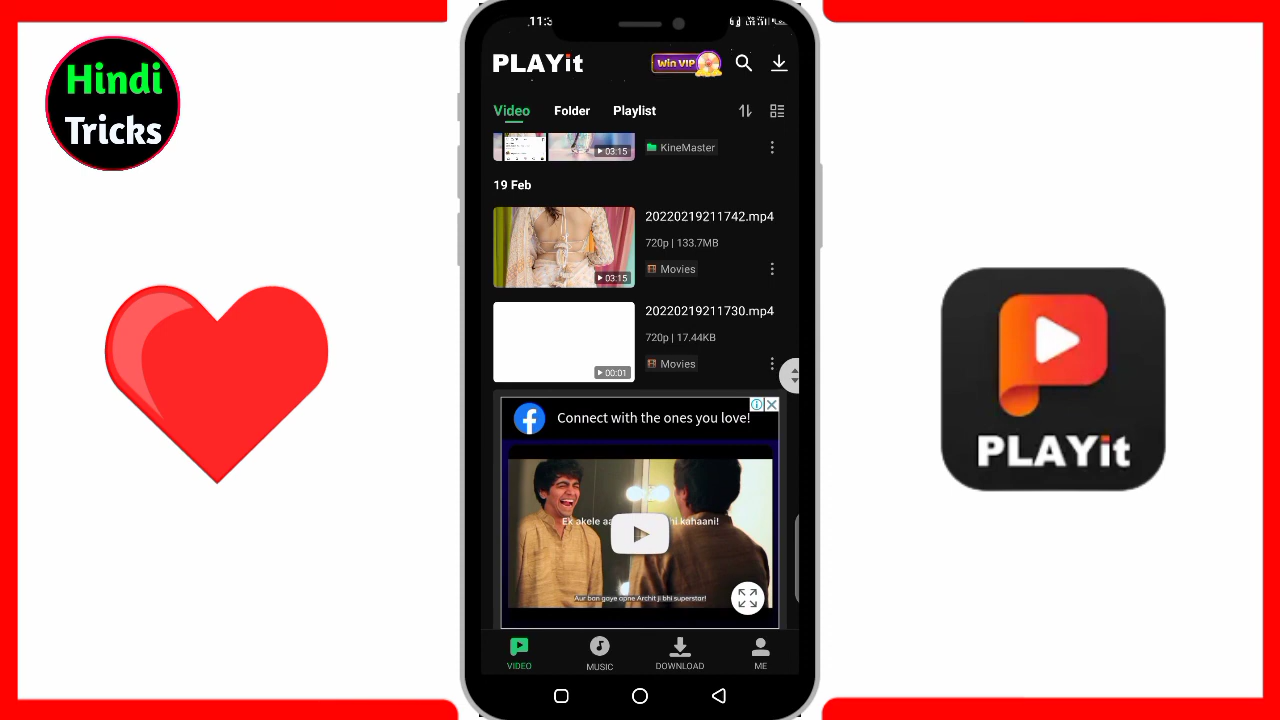 Hindi
Tricks
11:3
PLAYit
Win VIP
Video Folder Playlist
03:15
KineMaster
19 Feb
20220219211742.mp4
720p | 133.7MB
03:15
Movies
20220219211730.mp4
720p | 17.44KB
00:01
Movies
Connect with the ones you love!
Ek akele hi kahaani!
Aur ban gaye apne Archit ji bhi superstar!
VIDEO MUSIC DOWNLOAD ME
PLAYit